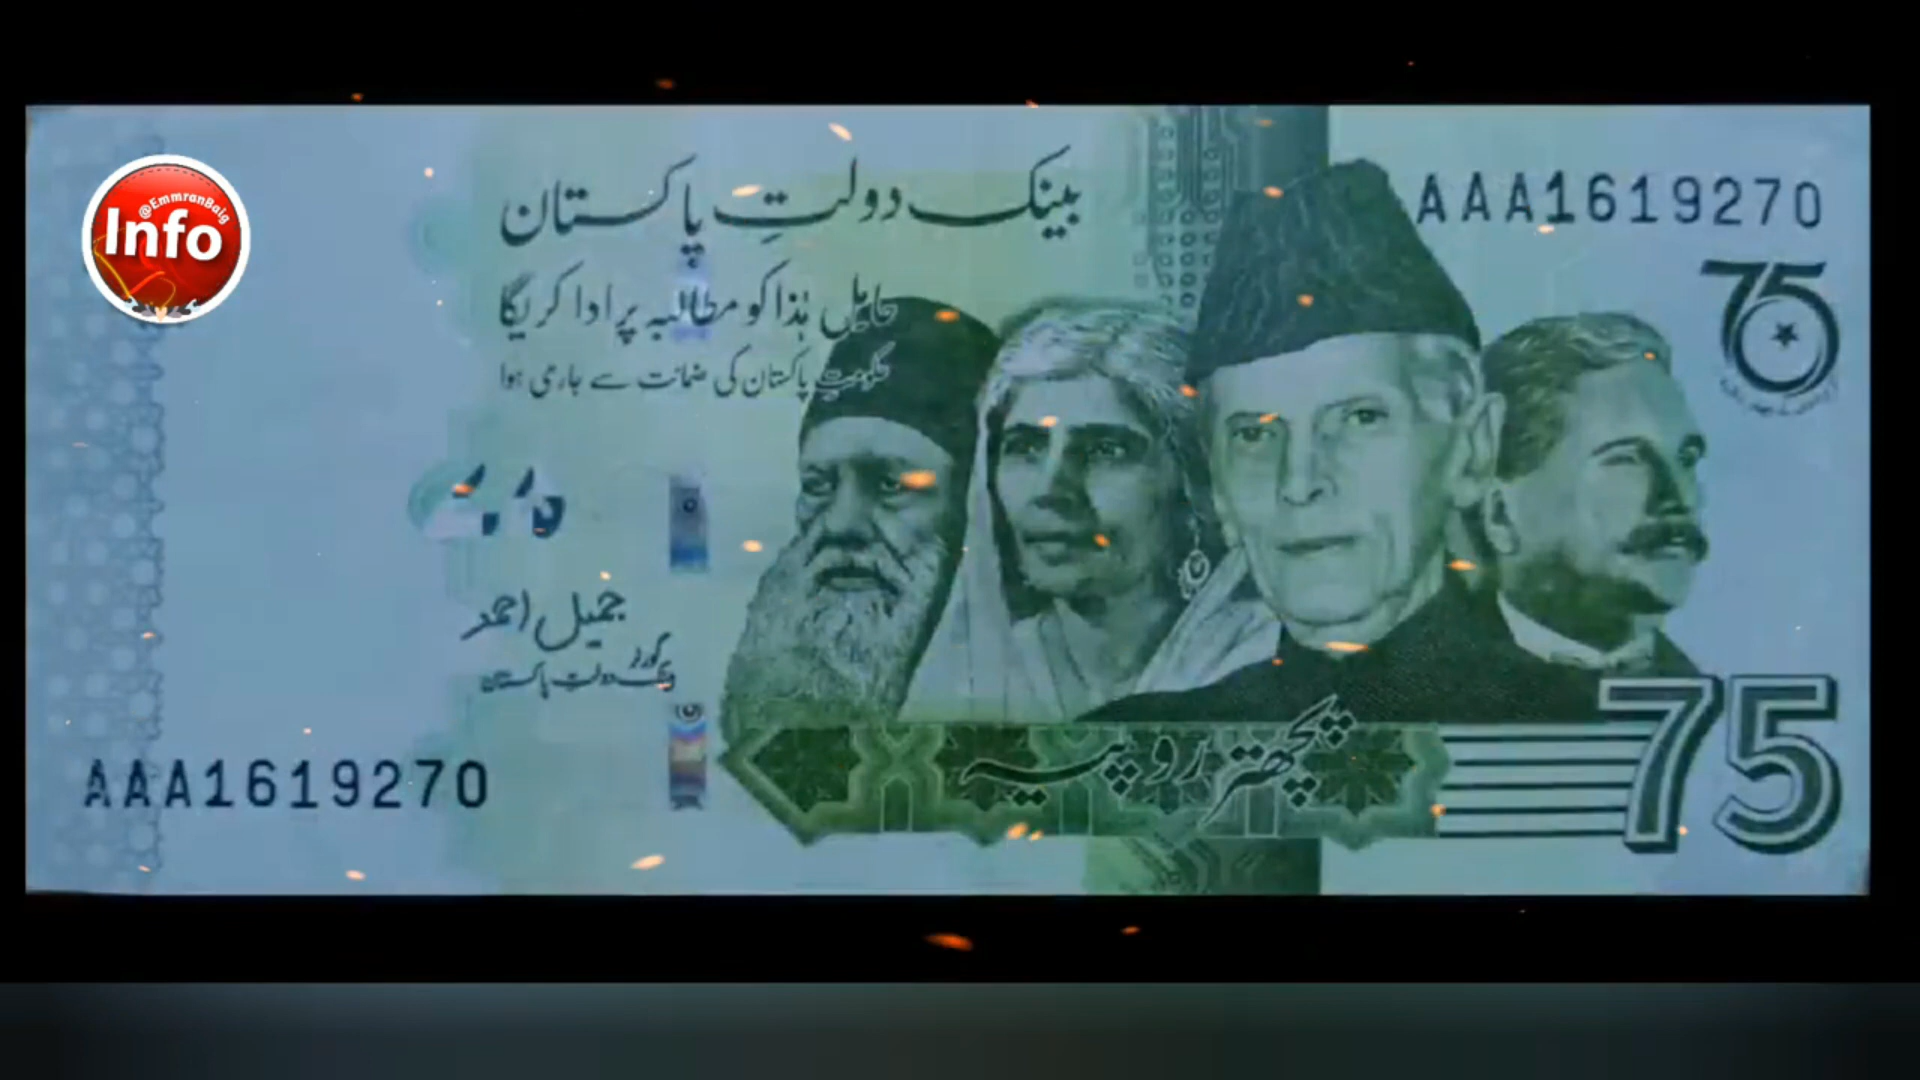 @EmmranBaig
Info
بینک دولتِ پاکستان
حامل ہٰذا کو مطالبہ پر ادا کریگا
حکومتِ پاکستان کی ضمانت سے جاری ہوا
AAA1619270
75
جمیل احمد
گورنر
بینک دولتِ پاکستان
AAA1619270
پچھتر روپیہ
75